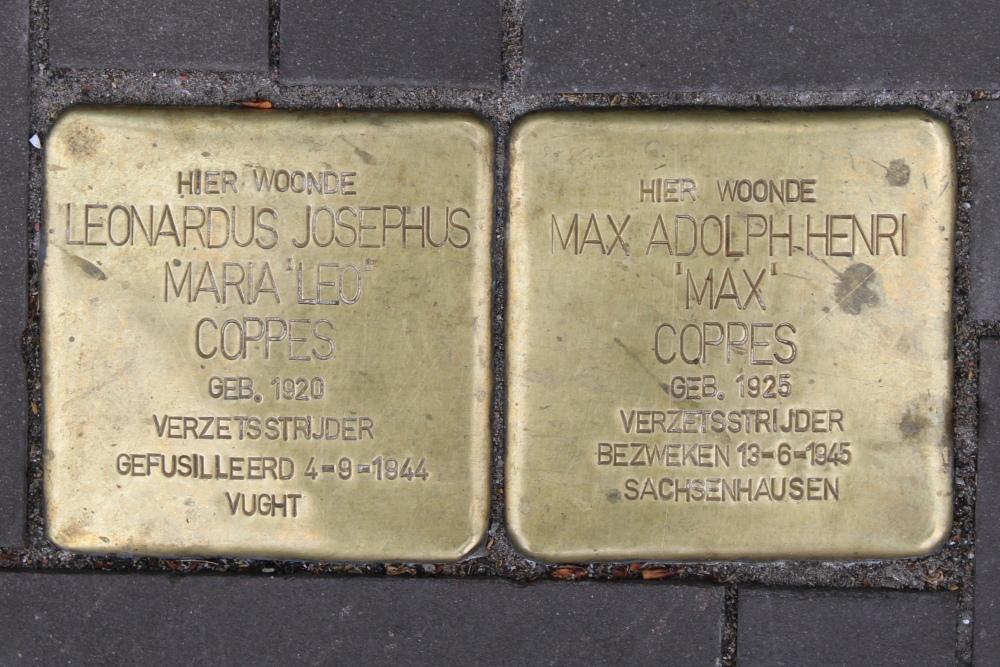 HIER WOONDE
LEONARDUS JOSEPHUS
MARIA "LEO"
COPPES
GEB. 1920
VERZETSSTRIJDER
GEFUSILLEERD 4-9-1944
VUGHT
HIER WOONDE
MAX ADOLPH HENRI
"MAX"
COPPES
GEB. 1925
VERZETSSTRIJDER
BEZWEKEN 13-6-1945
SACHSENHAUSEN